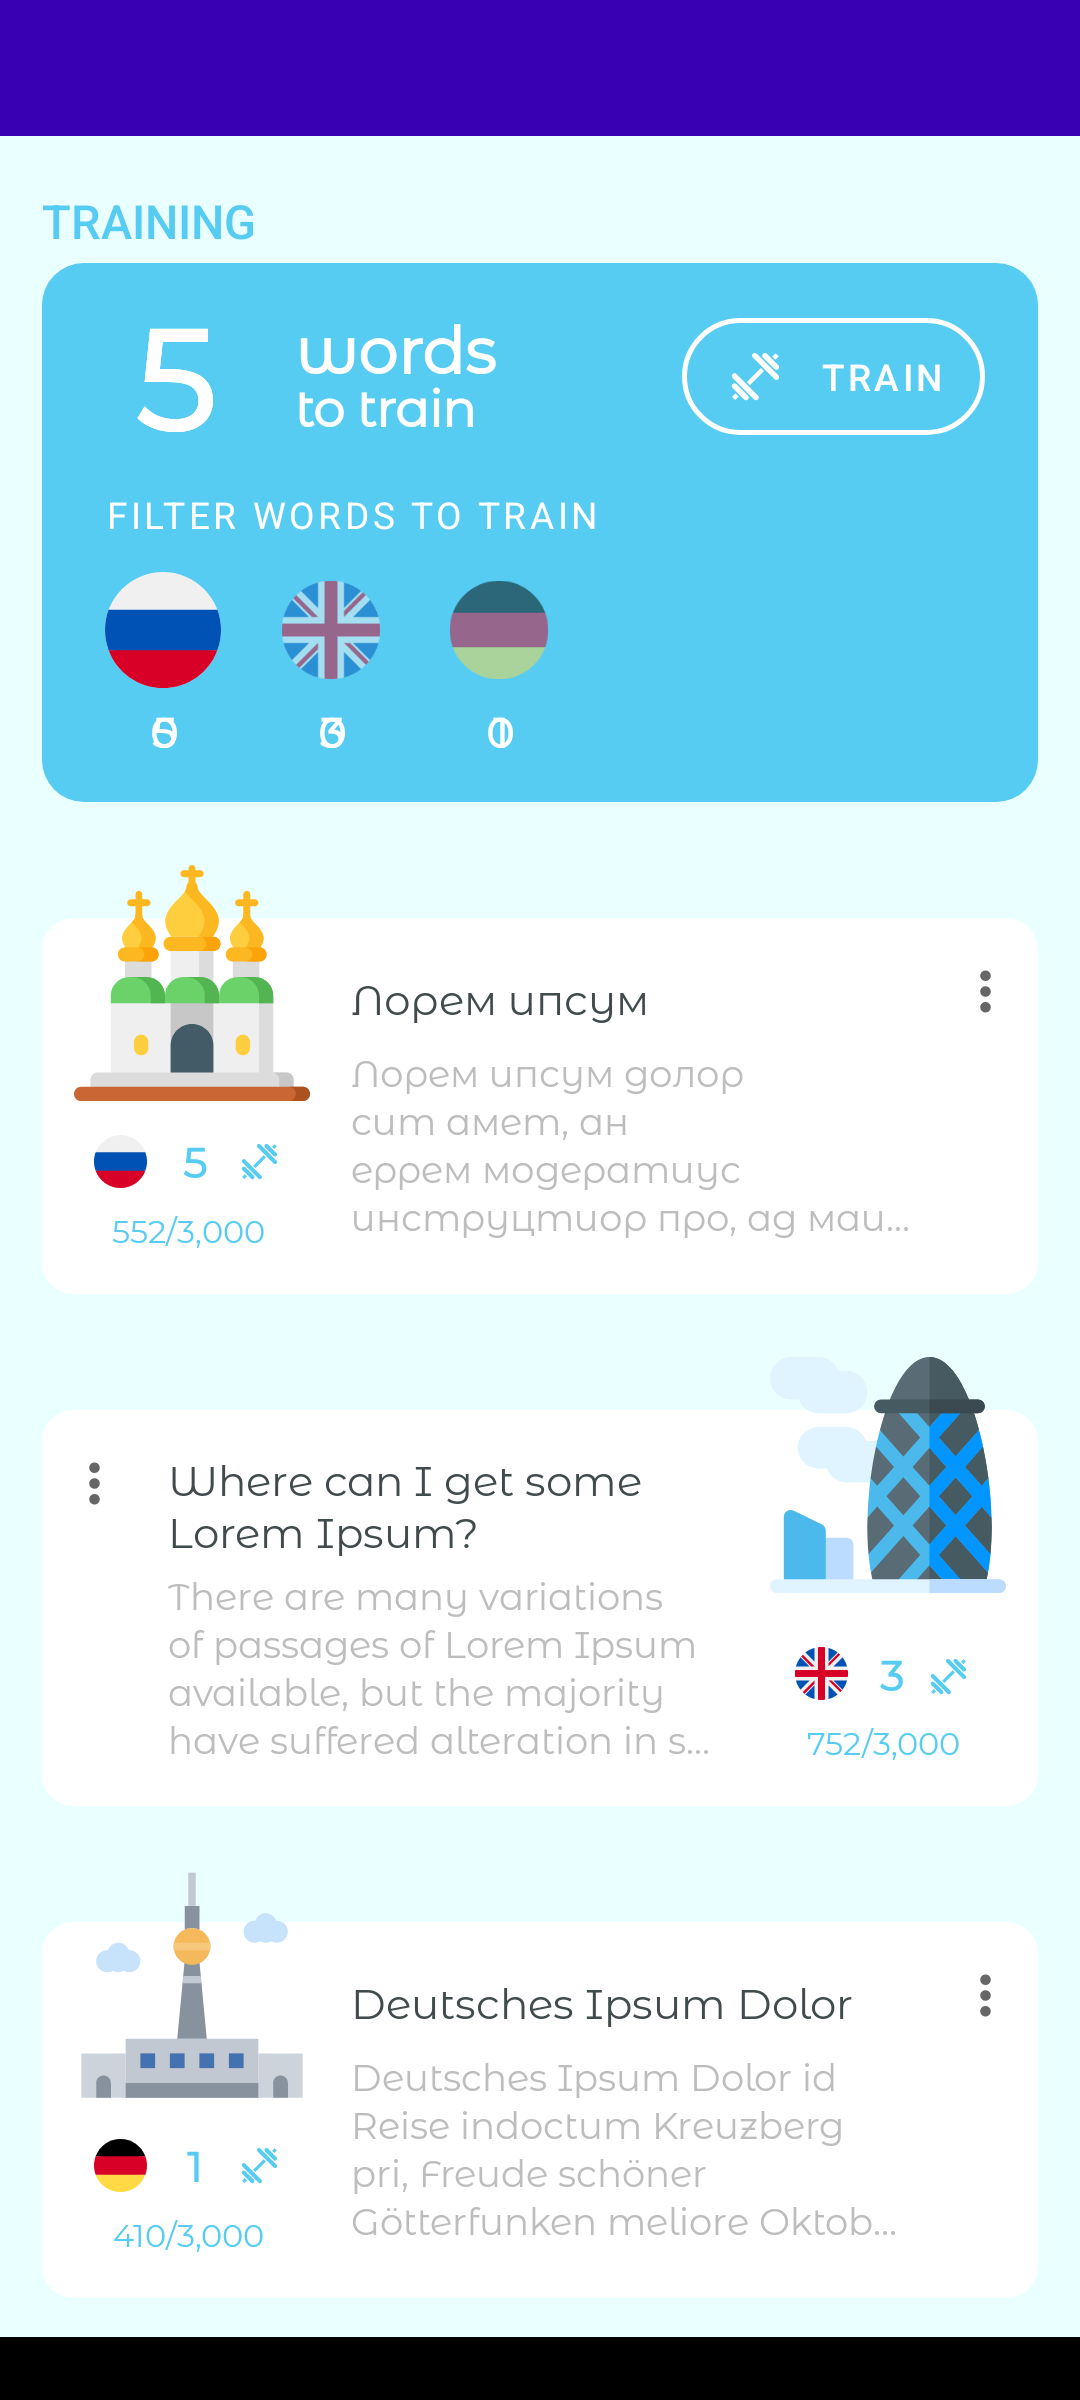 TRAINING
5 words
to train
TRAIN
FILTER WORDS TO TRAIN
Лорем ипсум
Лорем ипсум долор
сит амет, ан
еррем модератиус
инструцтиор про, ад маи...
5
552/3,000
Where can I get some
Lorem Ipsum?
There are many variations
of passages of Lorem Ipsum
available, but the majority
have suffered alteration in s...
3
752/3,000
Deutsches Ipsum Dolor
Deutsches Ipsum Dolor id
Reise indoctum Kreuzberg
pri, Freude schöner
Götterfunken meliore Oktob...
1
410/3,000